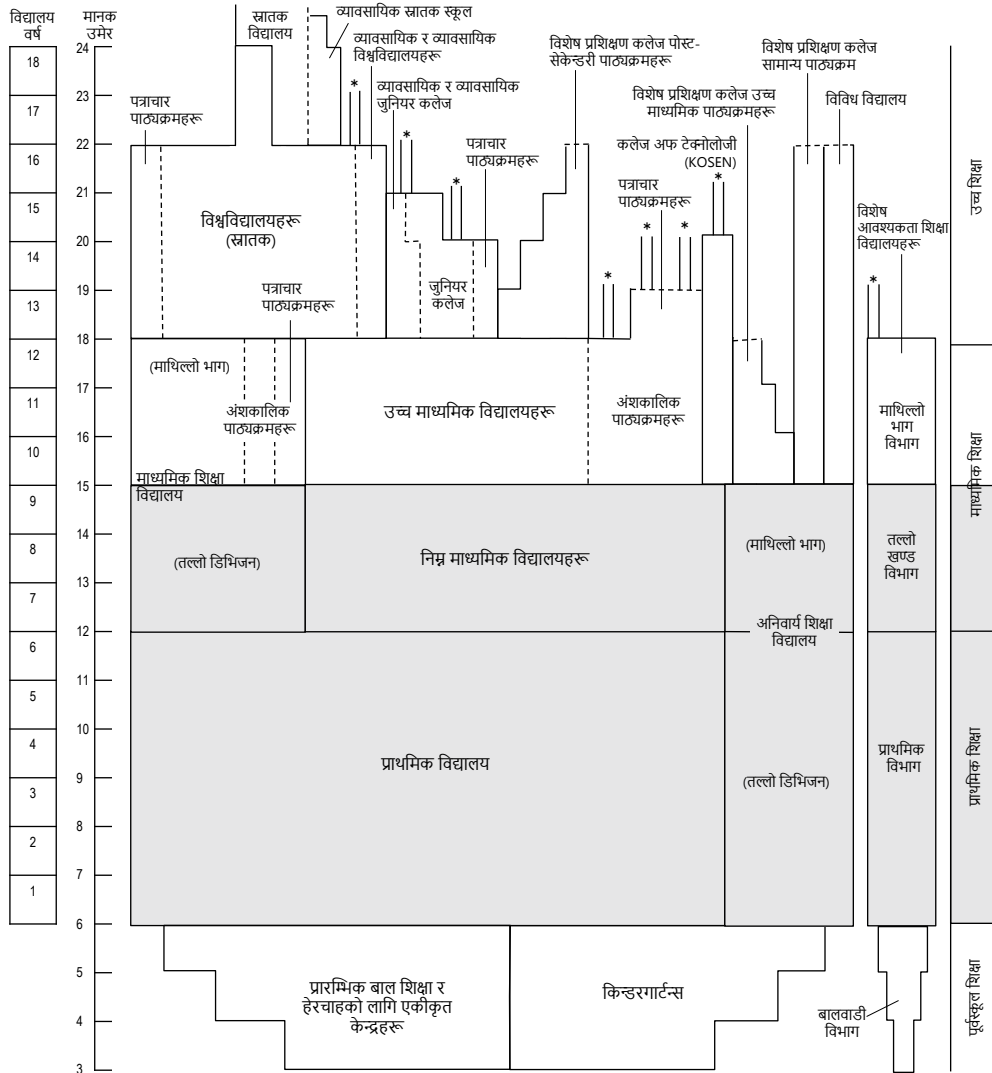 विद्यालय
वर्ष
मानक
उमेर
18
17
16
15
14
13
12
11
10
9
8
7
6
5
4
3
2
1
24
23
22
21
20
19
18
17
16
15
14
13
12
11
10
9
8
7
6
5
4
3
स्नातक
विद्यालय
व्यावसायिक स्नातक स्कूल
व्यावसायिक र व्यावसायिक
विश्वविद्यालयहरू
व्यावसायिक र व्यावसायिक
जुनियर कलेज
विशेष प्रशिक्षण कलेज पोस्ट-
सेकेन्डरी पाठ्यक्रमहरू
विशेष प्रशिक्षण कलेज
सामान्य पाठ्यक्रम
विशेष प्रशिक्षण कलेज उच्च
माध्यमिक पाठ्यक्रमहरू
विविध विद्यालय
पत्राचार
पाठ्यक्रमहरू
पत्राचार
पाठ्यक्रमहरू
कलेज अफ टेक्नोलोजी
(KOSEN)
पत्राचार
पाठ्यक्रमहरू
विशेष
आवश्यकता शिक्षा
विद्यालयहरू
* * * * * * * *
विश्वविद्यालयहरू
(स्नातक)
पत्राचार
पाठ्यक्रमहरू
जुनियर
कलेज
(माथिल्लो भाग)
अंशकालिक
पाठ्यक्रमहरू
उच्च माध्यमिक विद्यालयहरू
अंशकालिक
पाठ्यक्रमहरू
माथिल्लो
भाग
विभाग
माध्यमिक शिक्षा
विद्यालय
(तल्लो डिभिजन)
निम्न माध्यमिक विद्यालयहरू
(माथिल्लो भाग)
तल्लो
खण्ड
विभाग
अनिवार्य शिक्षा
विद्यालय
प्राथमिक विद्यालय
(तल्लो डिभिजन)
प्राथमिक
विभाग
प्रारम्भिक बाल शिक्षा र
हेरचाहको लागि एकीकृत
केन्द्रहरू
किन्डरगार्टन्स
बालवाडी
विभाग
उच्च शिक्षा
माध्यमिक शिक्षा
प्राथमिक शिक्षा
पूर्वस्कूल शिक्षा